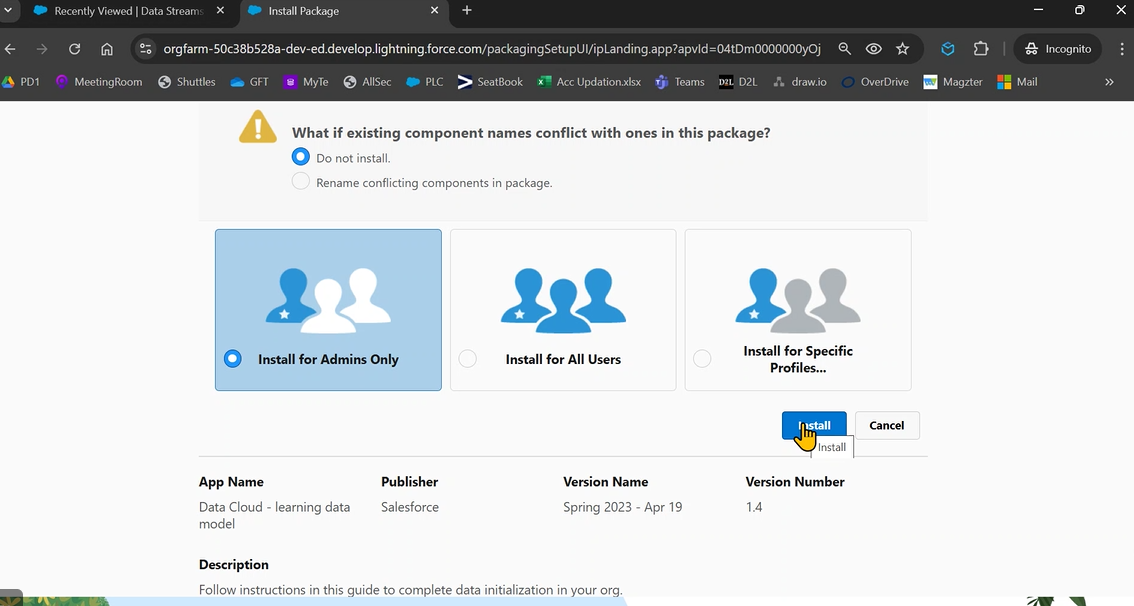 Recently Viewed | Data Streams
Install Package
orgfarm-50c38b528a-dev-ed.develop.lightning.force.com/packagingSetupUI/ipLanding.app?apvId=04tDm0000000yOj
Incognito
PD1
MeetingRoom
Shuttles
GFT
MyTe
AllSec
PLC
SeatBook
Acc Updation.xlsx
Teams
D2L
D2L
draw.io
OverDrive
Magzter
Mail
What if existing component names conflict with ones in this package?
Do not install.
Rename conflicting components in package.
Install for Admins Only
Install for All Users
Install for Specific
Profiles...
Install
Cancel
Install
App Name
Publisher
Version Name
Version Number
Data Cloud - learning data
model
Salesforce
Spring 2023 - Apr 19
1.4
Description
Follow instructions in this guide to complete data initialization in your org.